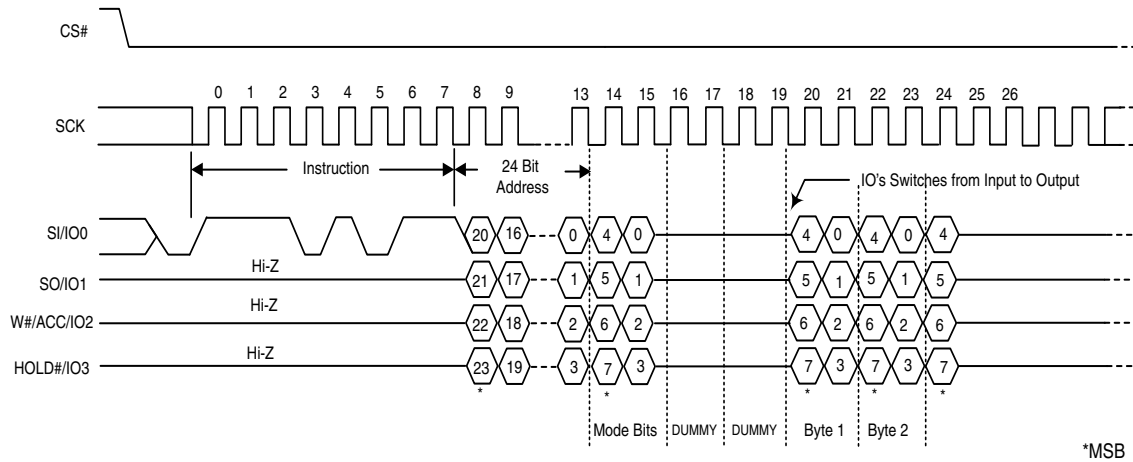 CS#
0 1 2 3 4 5 6 7 8 9 13 14 15 16 17 18 19 20 21 22 23 24 25 26
SCK
Instruction
24 Bit
Address
IO's Switches from Input to Output
SI/IO0 20 16 0 4 0 4 0 4 0 4
Hi-Z
SO/IO1 21 17 1 5 1 5 1 5 1 5
Hi-Z
W#/ACC/IO2 22 18 2 6 2 6 2 6 2 6
Hi-Z
HOLD#/IO3 23 19 3 7 3 7 3 7 3 7
* * * * *
Mode Bits DUMMY DUMMY Byte 1 Byte 2
*MSB